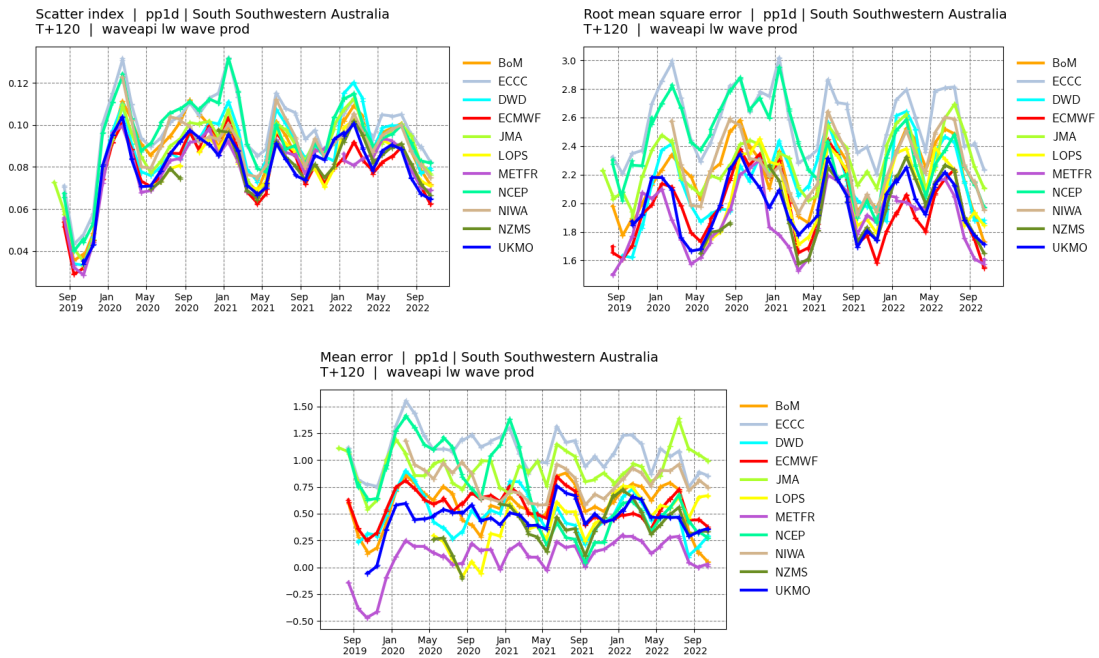 Scatter index | pp1d | South Southwestern Australia
T+120 | waveapi lw wave prod
0.12
0.10
0.08
0.06
0.04
Sep 2019
Jan 2020
May 2020
Sep 2020
Jan 2021
May 2021
Sep 2021
Jan 2022
May 2022
Sep 2022
BoM
ECCC
DWD
ECMWF
JMA
LOPS
METFR
NCEP
NIWA
NZMS
UKMO
Root mean square error | pp1d | South Southwestern Australia
T+120 | waveapi lw wave prod
3.0
2.8
2.6
2.4
2.2
2.0
1.8
1.6
Sep 2019
Jan 2020
May 2020
Sep 2020
Jan 2021
May 2021
Sep 2021
Jan 2022
May 2022
Sep 2022
BoM
ECCC
DWD
ECMWF
JMA
LOPS
METFR
NCEP
NIWA
NZMS
UKMO
Mean error | pp1d | South Southwestern Australia
T+120 | waveapi lw wave prod
1.50
1.25
1.00
0.75
0.50
0.25
0.00
−0.25
−0.50
Sep 2019
Jan 2020
May 2020
Sep 2020
Jan 2021
May 2021
Sep 2021
Jan 2022
May 2022
Sep 2022
BoM
ECCC
DWD
ECMWF
JMA
LOPS
METFR
NCEP
NIWA
NZMS
UKMO